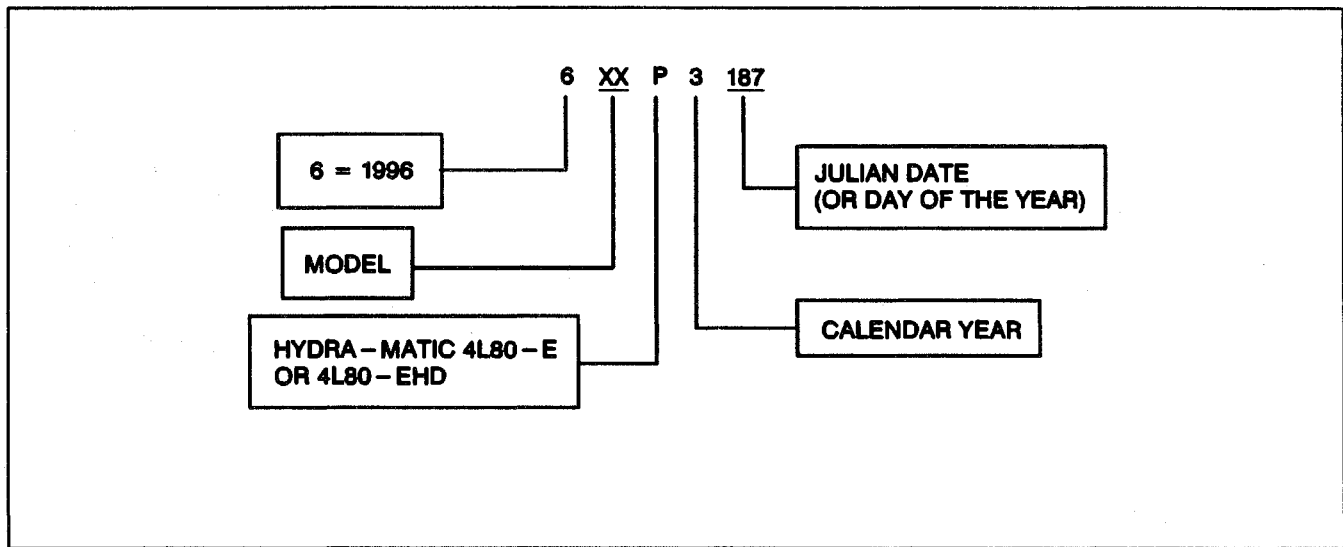 6 XX P 3 187
6 = 1996
JULIAN DATE
(OR DAY OF THE YEAR)
MODEL
CALENDAR YEAR
HYDRA – MATIC 4L80 – E
OR 4L80 – EHD